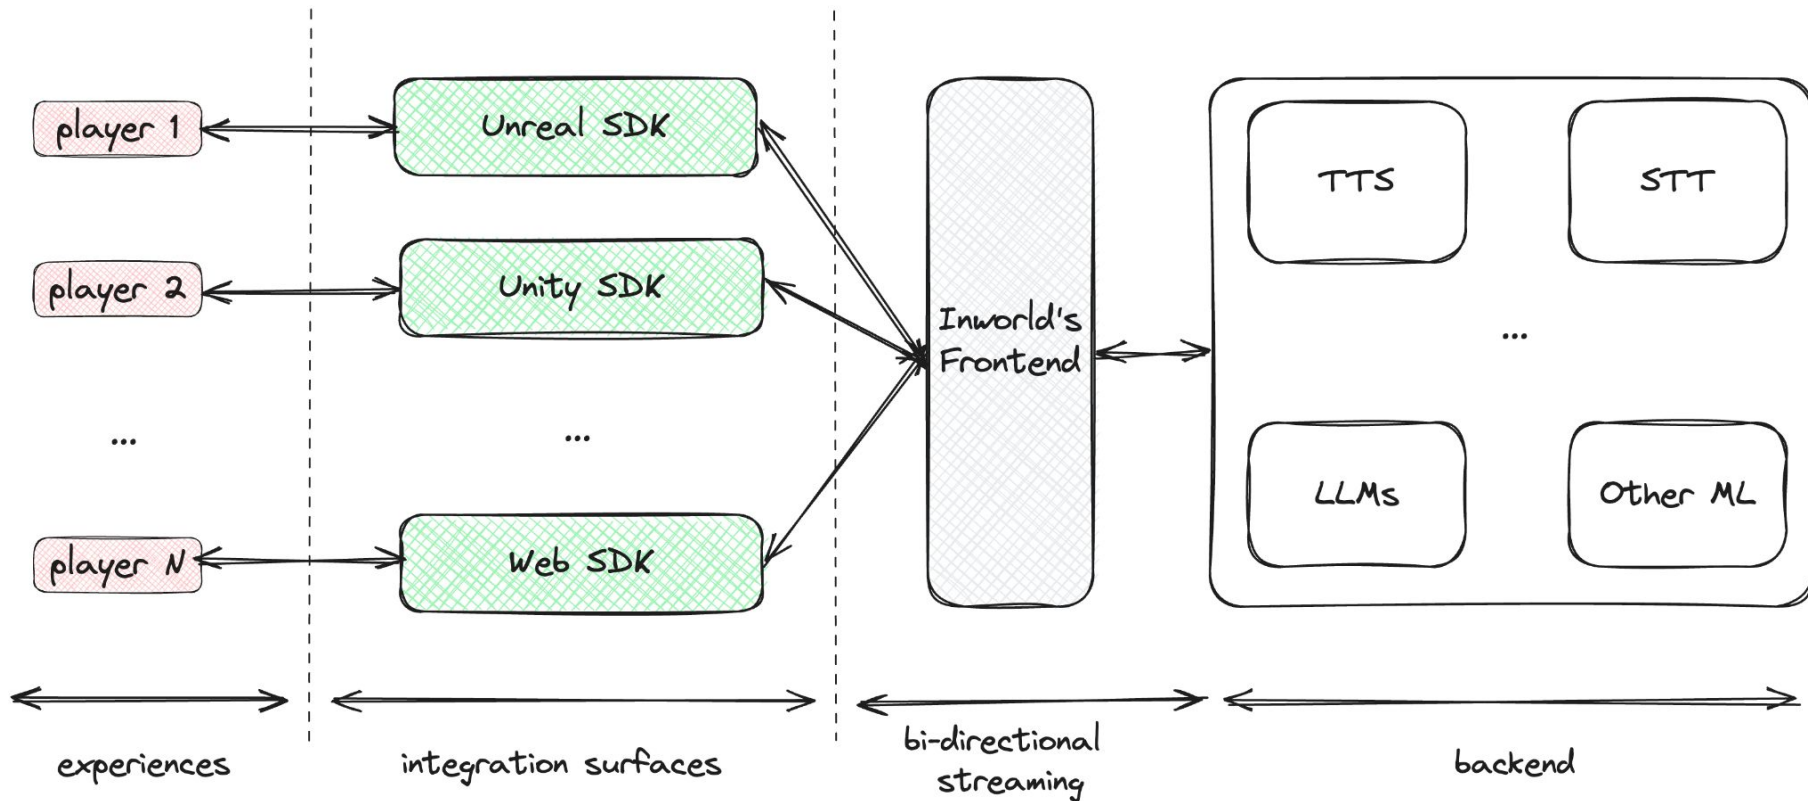 player 1
Unreal SDK
TTS
STT
player 2
Unity SDK
Inworld's
Frontend
...
...
...
LLMs
Other ML
player N
Web SDK
experiences
integration surfaces
bi-directional
streaming
backend